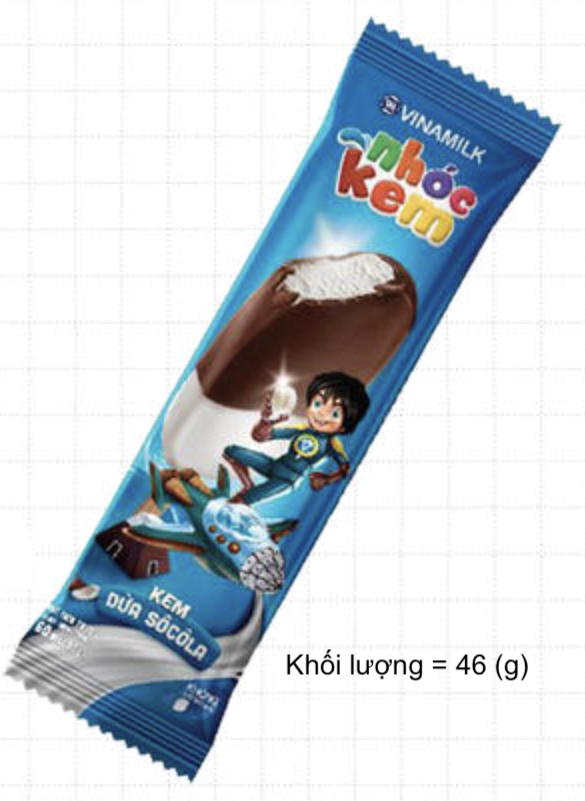 VINAMILK
nhóc
kem
KEM
DỪA SÔCÔLA
Khối lượng = 46 (g)